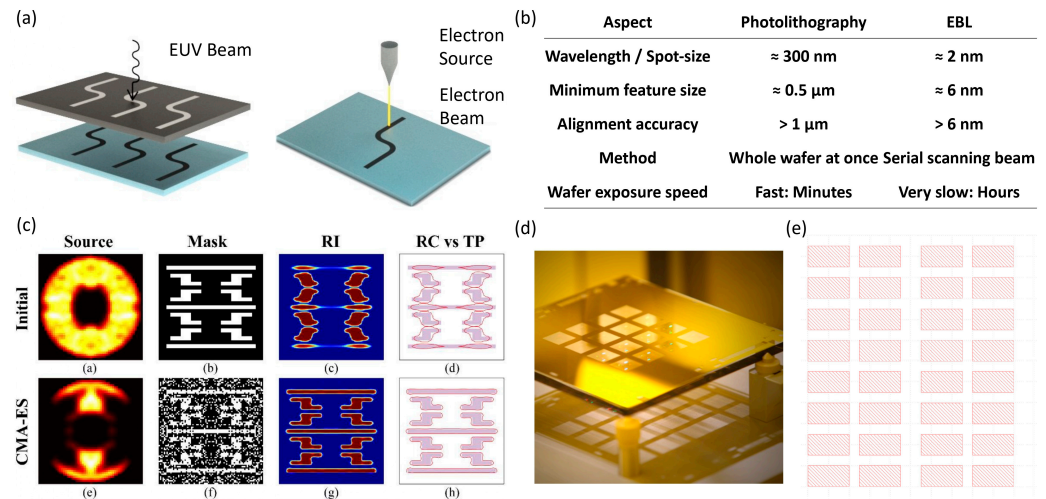 (a)
EUV Beam
Electron
Source
Electron
Beam
(b)
Aspect Photolithography EBL
Wavelength / Spot-size ≈ 300 nm ≈ 2 nm
Minimum feature size ≈ 0.5 μm ≈ 6 nm
Alignment accuracy > 1 μm > 6 nm
Method Whole wafer at once Serial scanning beam
Wafer exposure speed Fast: Minutes Very slow: Hours
(c)
Source Mask RI RC vs TP
Initial
(a) (b) (c) (d)
CMA-ES
(e) (f) (g) (h)
(d)
(e)